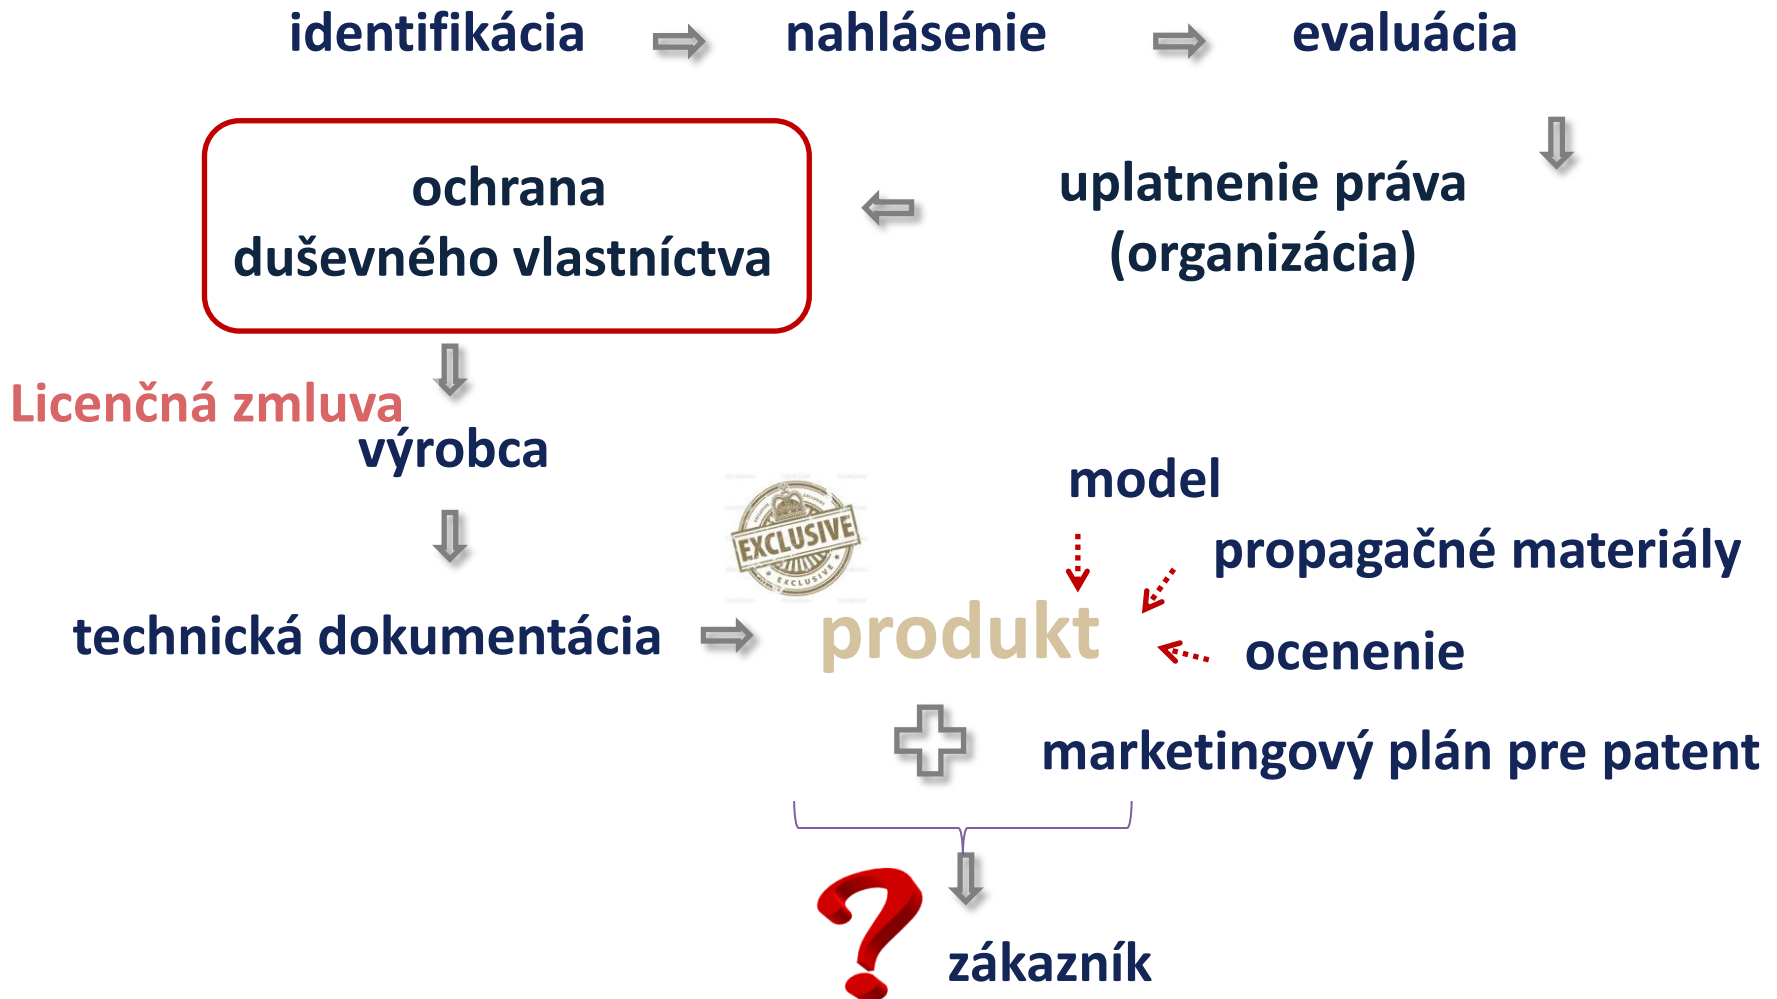 identifikácia
nahlásenie
evaluácia
ochrana
duševného vlastníctva
uplatnenie práva
(organizácia)
Licenčná zmluva
výrobca
model
EXCLUSIVE
EXCLUSIVE
propagačné materiály
technická dokumentácia
produkt
ocenenie
marketingový plán pre patent
zákazník